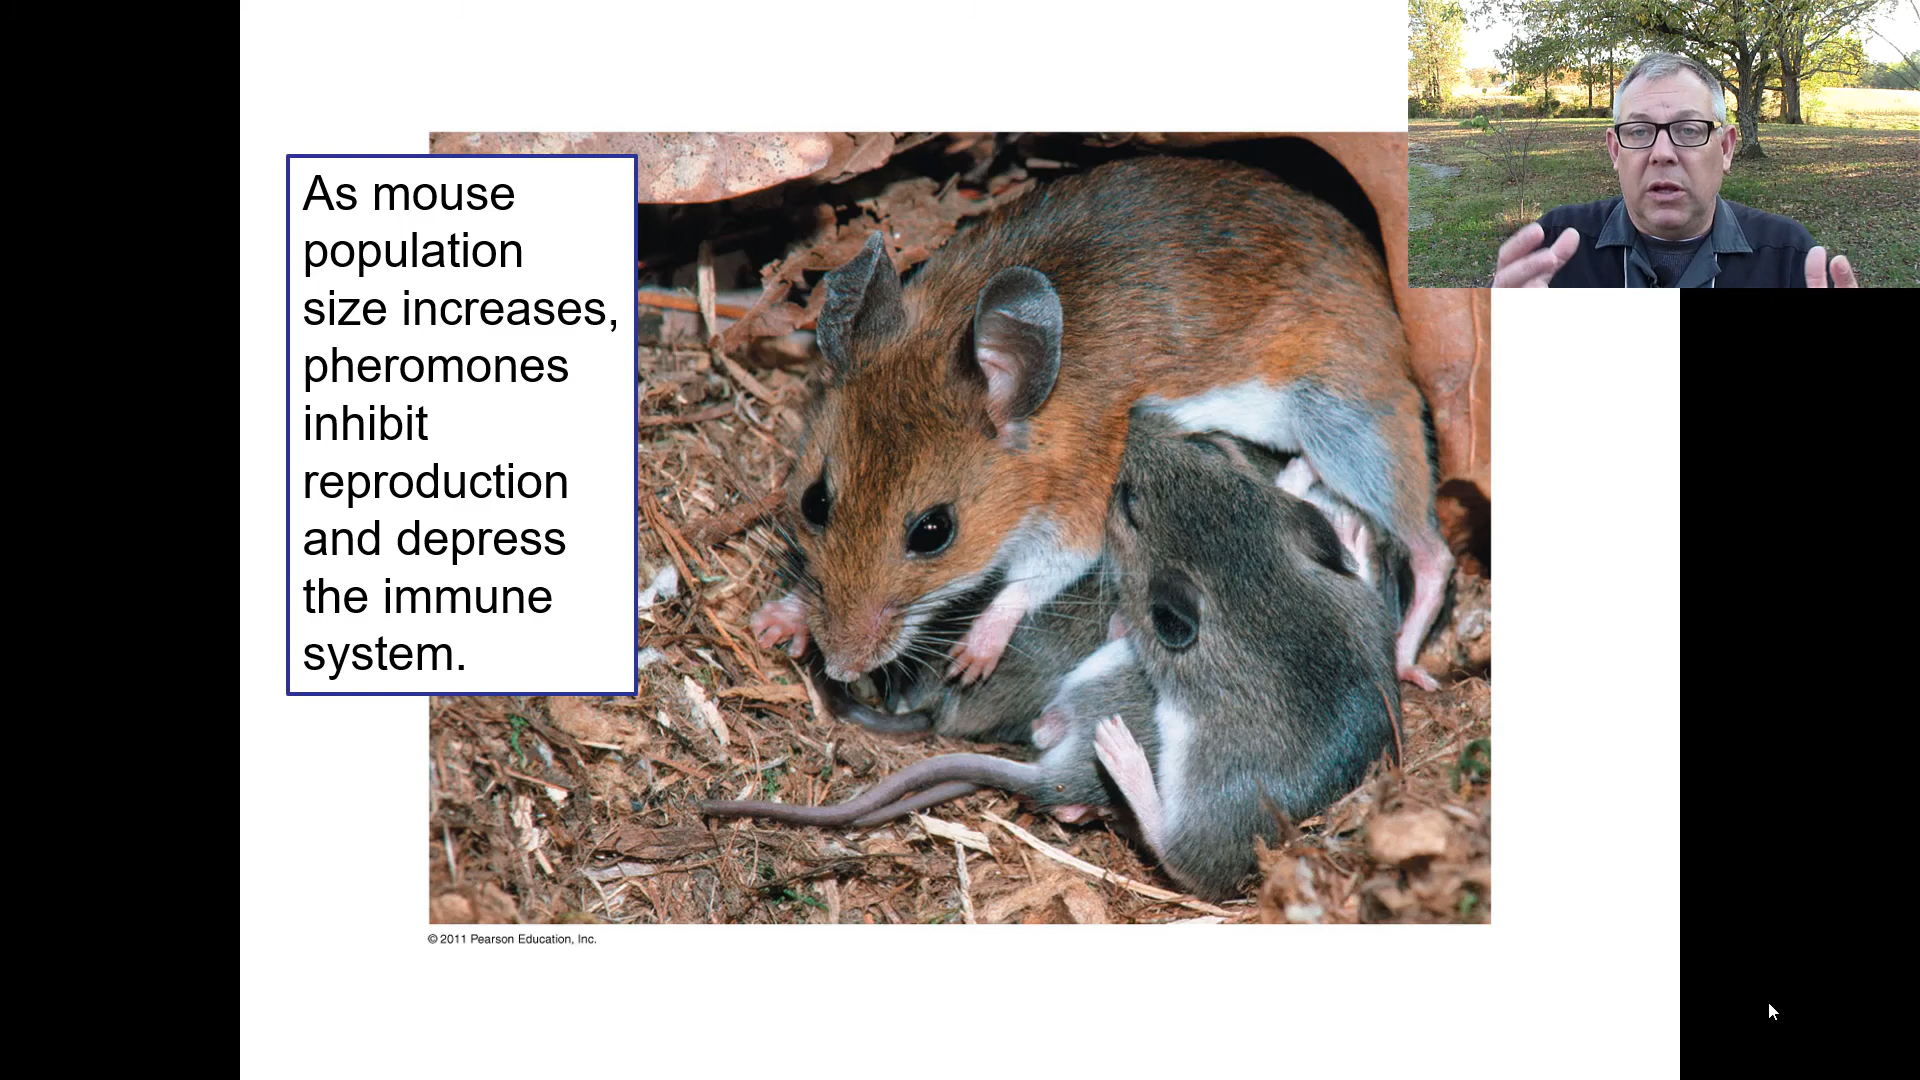 As mouse
population
size increases,
pheromones
inhibit
reproduction
and depress
the immune
system.
© 2011 Pearson Education, Inc.